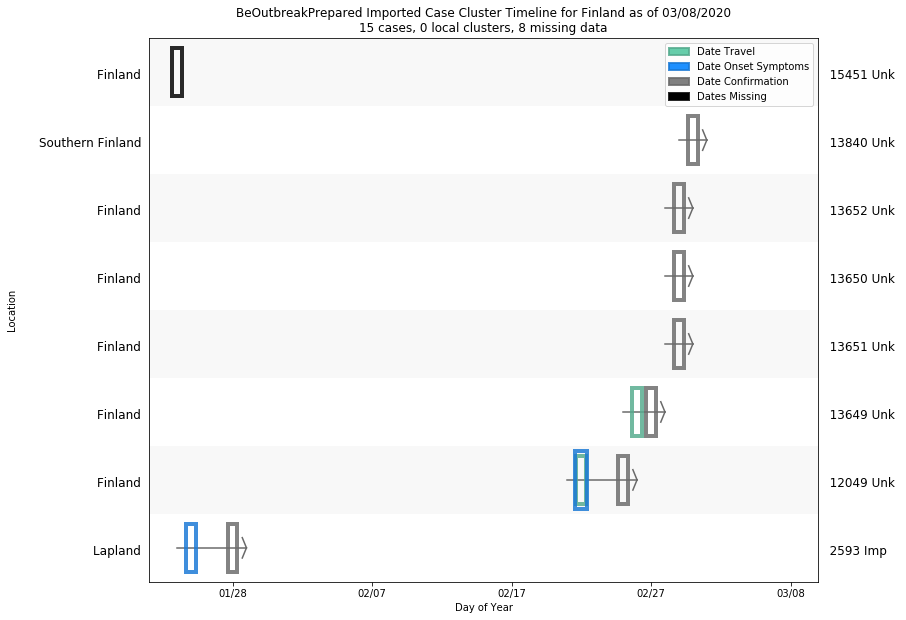 BeOutbreakPrepared Imported Case Cluster Timeline for Finland as of 03/08/2020
15 cases, 0 local clusters, 8 missing data
Date Travel
Date Onset Symptoms
Date Confirmation
Dates Missing
Finland
15451 Unk
Southern Finland
13840 Unk
Finland
13652 Unk
Finland
13650 Unk
Finland
13651 Unk
Finland
13649 Unk
Finland
12049 Unk
Lapland
2593 Imp
Location
01/28
02/07
02/17
02/27
03/08
Day of Year